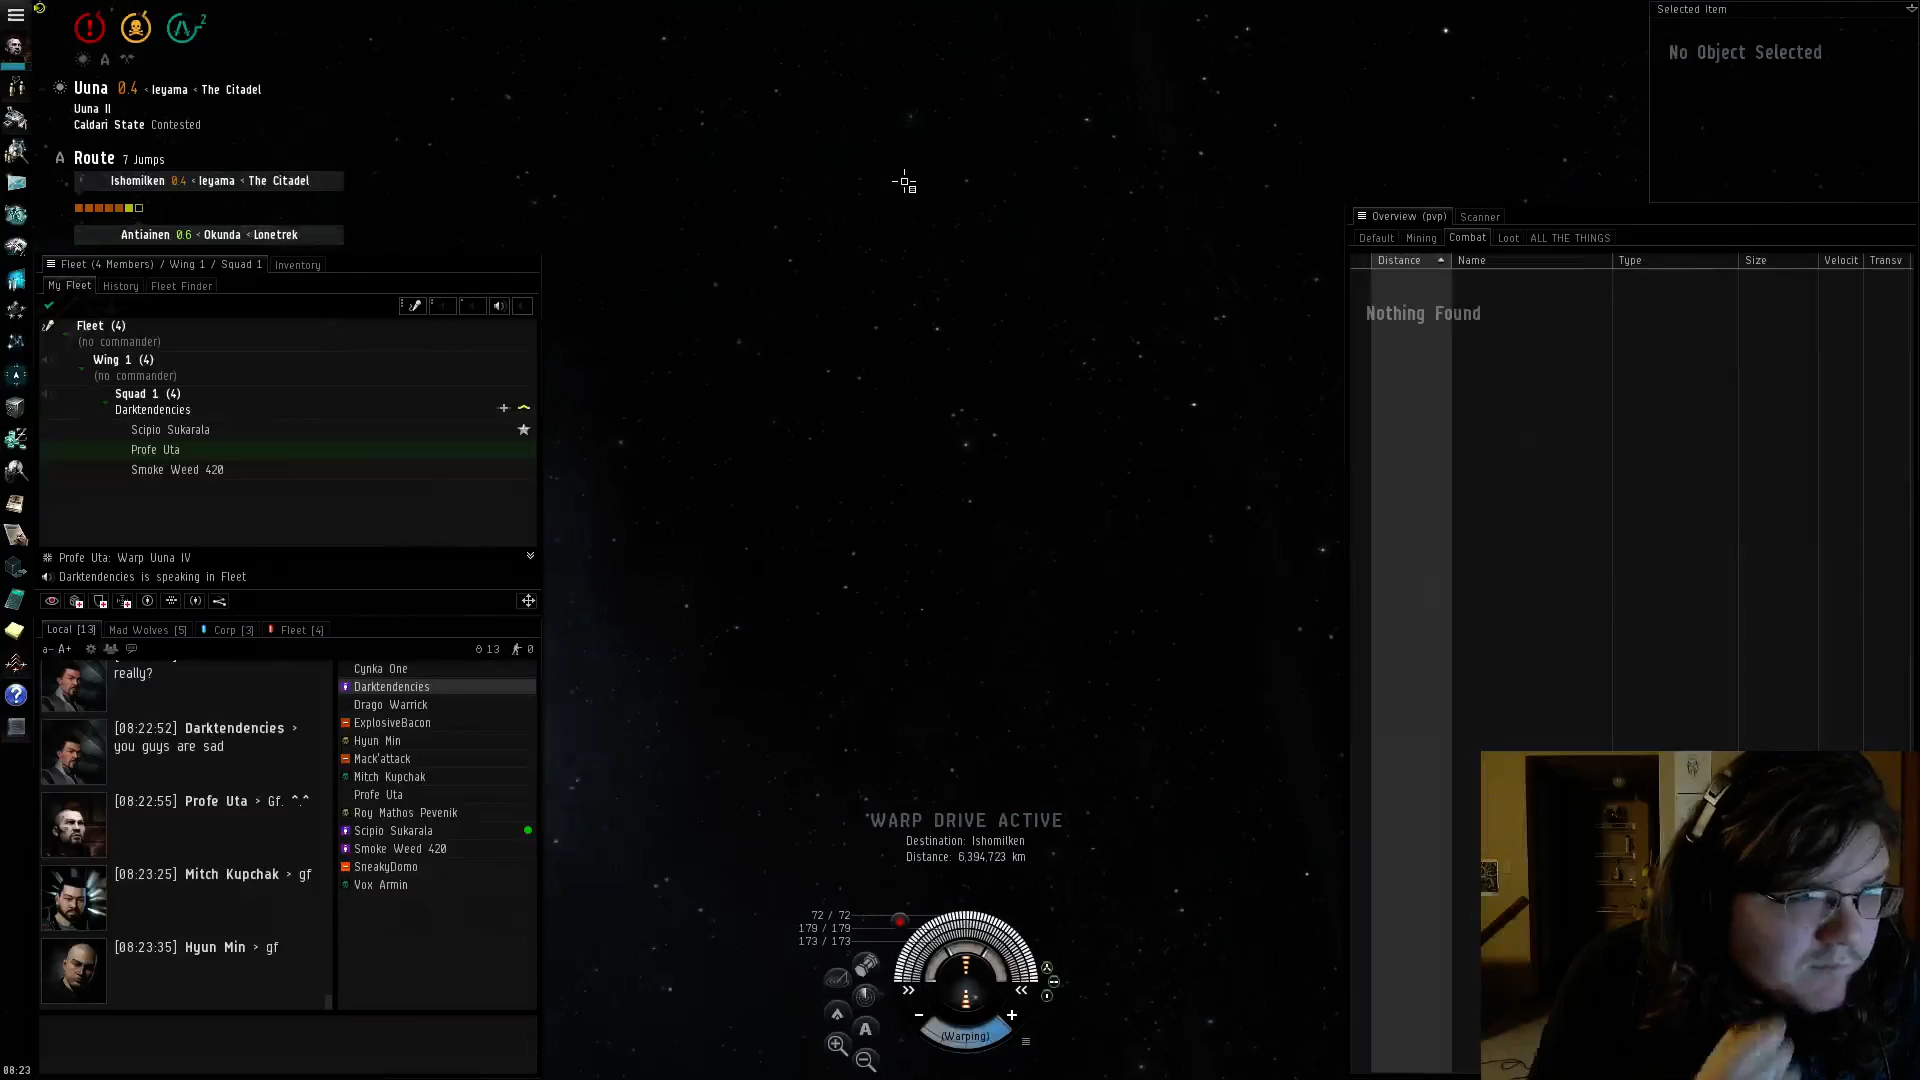 2
Uuna 0.4 < Ieyama < The Citadel
Uuna II
Caldari State Contested
Route 7 Jumps
Ishomilken 0.4 < Ieyama < The Citadel
Antiainen 0.6 < Okunda < Lonetrek
Fleet (4 Members) / Wing 1 / Squad 1
Inventory
My Fleet
History
Fleet Finder
Fleet (4)
(no commander)
Wing 1 (4)
(no commander)
Squad 1 (4)
Darktendencies
Scipio Sukarala
Profe Uta
Smoke Weed 420
Profe Uta: Warp Uuna IV
Darktendencies is speaking in Fleet
Local [13]
Mad Wolves [5]
Corp [3]
Fleet [4]
a- A+
13
0
really?
[08:22:52] Darktendencies >
you guys are sad
[08:22:55] Profe Uta > Gf. ^.^
[08:23:25] Mitch Kupchak > gf
[08:23:35] Hyun Min > gf
Cynka One
Darktendencies
Drago Warrick
ExplosiveBacon
Hyun Min
Mack'attack
Mitch Kupchak
Profe Uta
Roy Mathos Pevenik
Scipio Sukarala
Smoke Weed 420
SneakyDomo
Vox Armin
08:23
WARP DRIVE ACTIVE
Destination: Ishomilken
Distance: 6,394,723 km
72 / 72
179 / 179
173 / 173
(Warping)
Selected Item
No Object Selected
Overview (pvp)
Scanner
Default
Mining
Combat
Loot
ALL THE THINGS
Distance
Name
Type
Size
Velocit
Transv
Nothing Found